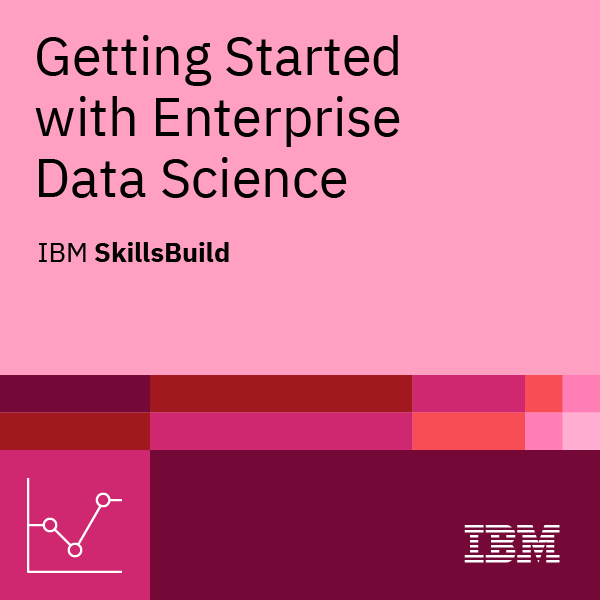 Getting Started
with Enterprise
Data Science
IBM SkillsBuild
IBM